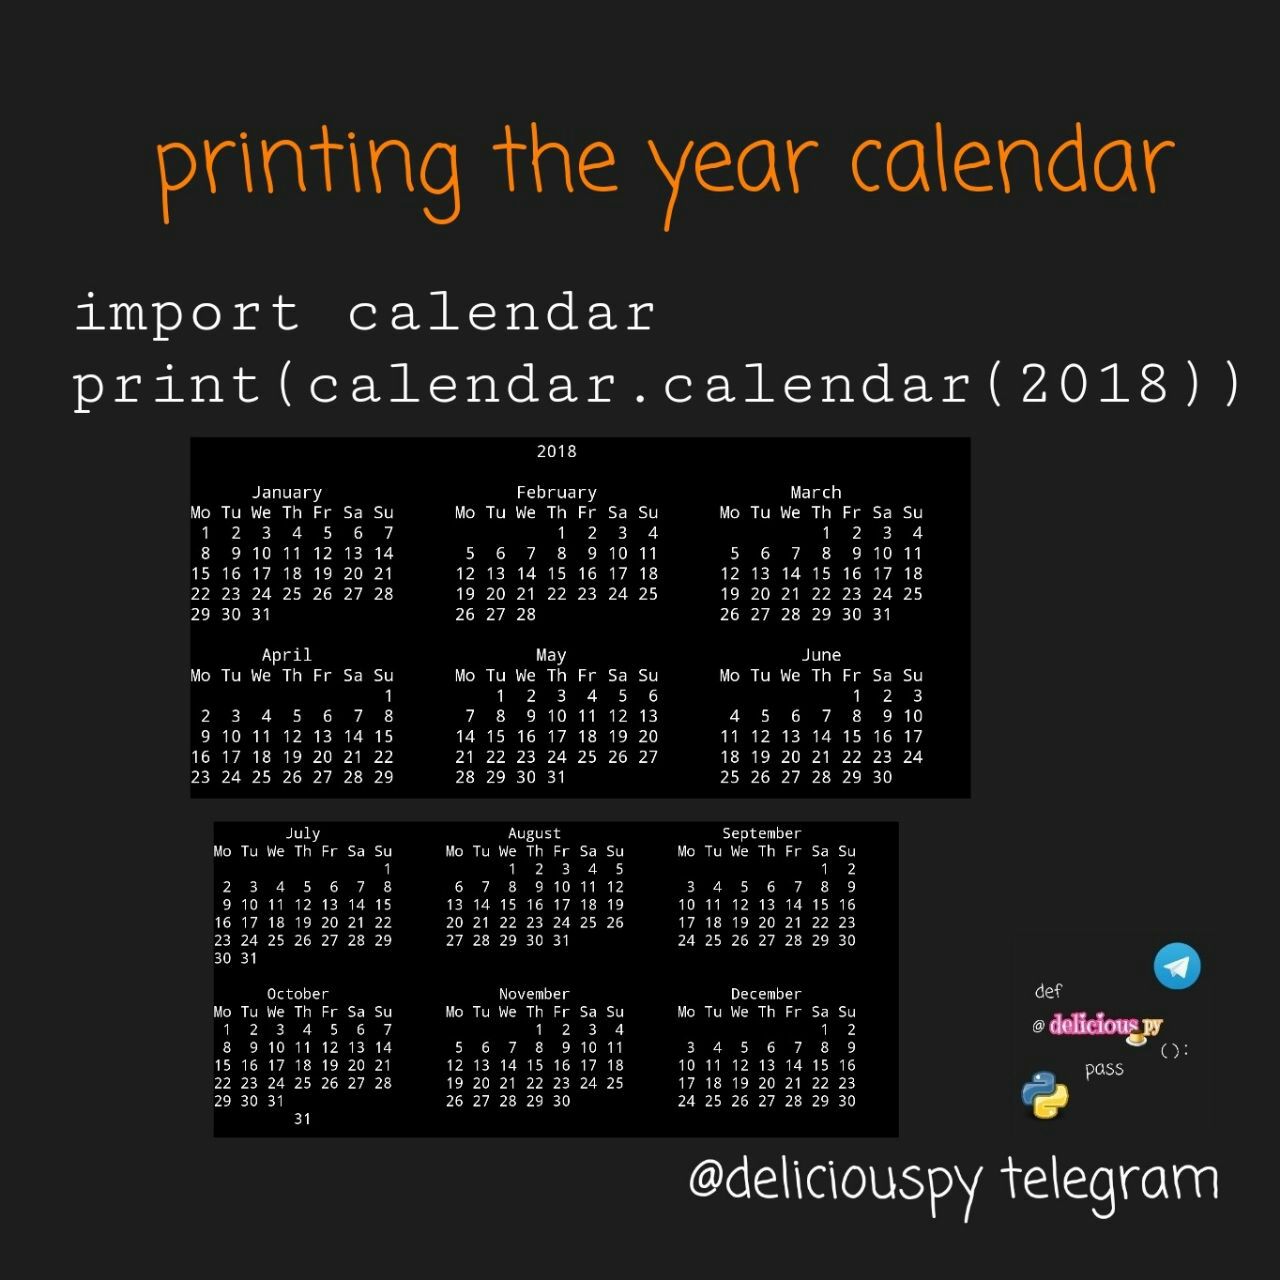 printing the year calendar
import calendar
print(calendar.calendar(2018))
2018
January February March
Mo Tu We Th Fr Sa Su Mo Tu We Th Fr Sa Su Mo Tu We Th Fr Sa Su
1 2 3 4 5 6 7 1 2 3 4 1 2 3 4
8 9 10 11 12 13 14 5 6 7 8 9 10 11 5 6 7 8 9 10 11
15 16 17 18 19 20 21 12 13 14 15 16 17 18 12 13 14 15 16 17 18
22 23 24 25 26 27 28 19 20 21 22 23 24 25 19 20 21 22 23 24 25
29 30 31 26 27 28 26 27 28 29 30 31
April May June
Mo Tu We Th Fr Sa Su Mo Tu We Th Fr Sa Su Mo Tu We Th Fr Sa Su
1 1 2 3 4 5 6 1 2 3
2 3 4 5 6 7 8 7 8 9 10 11 12 13 4 5 6 7 8 9 10
9 10 11 12 13 14 15 14 15 16 17 18 19 20 11 12 13 14 15 16 17
16 17 18 19 20 21 22 21 22 23 24 25 26 27 18 19 20 21 22 23 24
23 24 25 26 27 28 29 28 29 30 31 25 26 27 28 29 30
July August September
Mo Tu We Th Fr Sa Su Mo Tu We Th Fr Sa Su Mo Tu We Th Fr Sa Su
1 1 2 3 4 5 1 2
2 3 4 5 6 7 8 6 7 8 9 10 11 12 3 4 5 6 7 8 9
9 10 11 12 13 14 15 13 14 15 16 17 18 19 10 11 12 13 14 15 16
16 17 18 19 20 21 22 20 21 22 23 24 25 26 17 18 19 20 21 22 23
23 24 25 26 27 28 29 27 28 29 30 31 24 25 26 27 28 29 30
30 31
October November December
Mo Tu We Th Fr Sa Su Mo Tu We Th Fr Sa Su Mo Tu We Th Fr Sa Su
1 2 3 4 5 6 7 1 2 3 4 1 2
8 9 10 11 12 13 14 5 6 7 8 9 10 11 3 4 5 6 7 8 9
15 16 17 18 19 20 21 12 13 14 15 16 17 18 10 11 12 13 14 15 16
22 23 24 25 26 27 28 19 20 21 22 23 24 25 17 18 19 20 21 22 23
29 30 31 26 27 28 29 30 24 25 26 27 28 29 30
31
def
@ delicious py
():
pass
@deliciouspy telegram